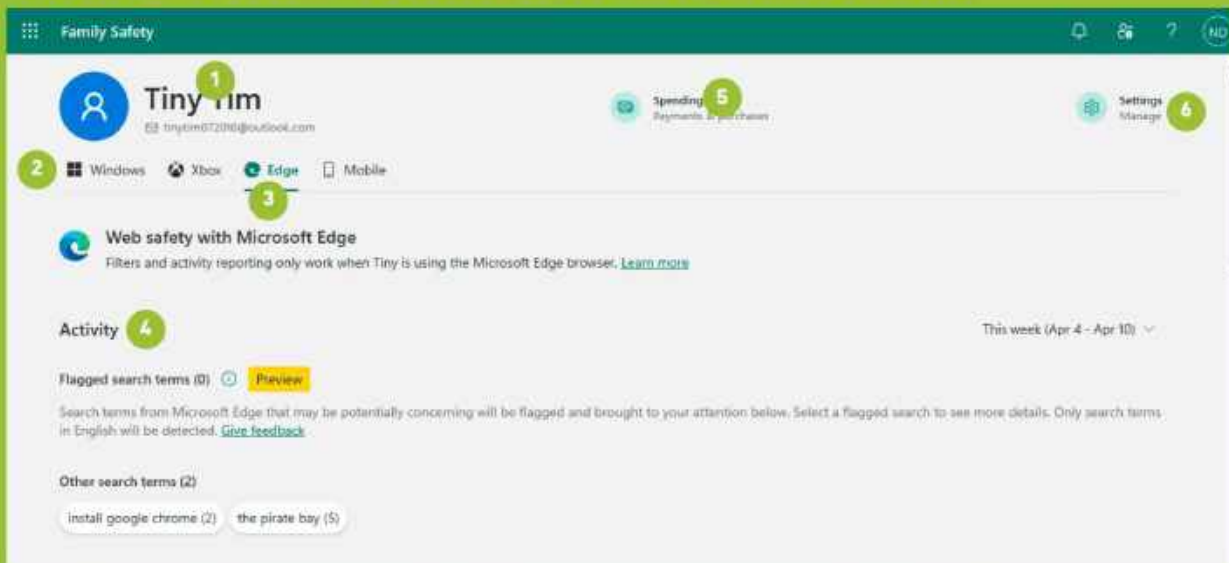 Family Safety
?
ND
1
Tiny Tim
5
Spending
Payments & purchases
6
Settings
Manage
2
Windows
Xbox
Edge
Mobile
3
Web safety with Microsoft Edge
Filters and activity reporting only work when Tiny is using the Microsoft Edge browser. Learn more
Activity
4
This week (Apr 4 - Apr 10)
Flagged search terms (0)
Preview
Search terms from Microsoft Edge that may be potentially concerning will be flagged and brought to your attention below. Select a flagged search to see more details. Only search terms
in English will be detected. Give feedback
Other search terms (2)
install google chrome (2)
the pirate bay (5)